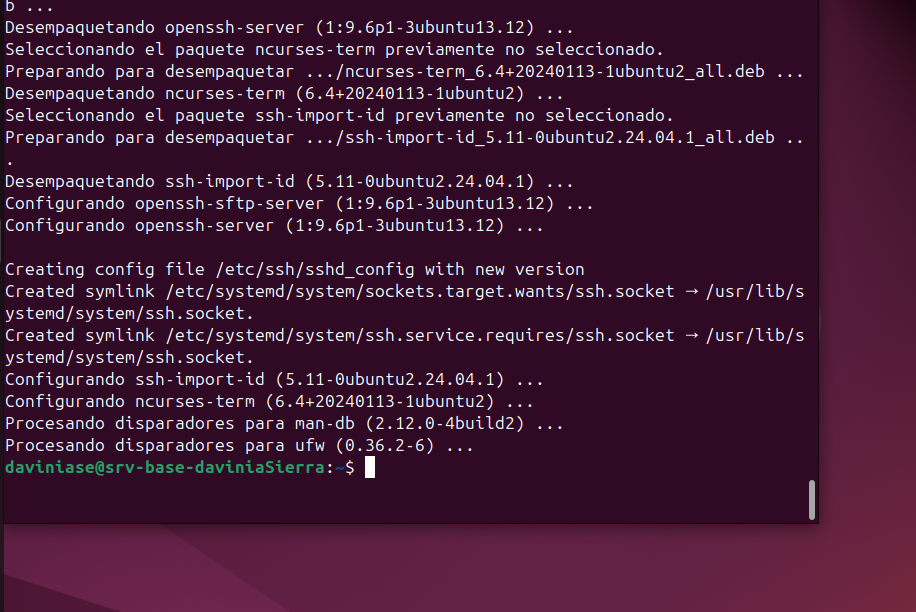 b ...
Desempaquetando openssh-server (1:9.6p1-3ubuntu13.12) ...
Seleccionando el paquete ncurses-term previamente no seleccionado.
Preparando para desempaquetar .../ncurses-term_6.4+20240113-1ubuntu2_all.deb ...
Desempaquetando ncurses-term (6.4+20240113-1ubuntu2) ...
Seleccionando el paquete ssh-import-id previamente no seleccionado.
Preparando para desempaquetar .../ssh-import-id_5.11-0ubuntu2.24.04.1_all.deb ..
.
Desempaquetando ssh-import-id (5.11-0ubuntu2.24.04.1) ...
Configurando openssh-sftp-server (1:9.6p1-3ubuntu13.12) ...
Configurando openssh-server (1:9.6p1-3ubuntu13.12) ...

Creating config file /etc/ssh/sshd_config with new version
Created symlink /etc/systemd/system/sockets.target.wants/ssh.socket → /usr/lib/s
ystemd/system/ssh.socket.
Created symlink /etc/systemd/system/ssh.service.requires/ssh.socket → /usr/lib/s
ystemd/system/ssh.socket.
Configurando ssh-import-id (5.11-0ubuntu2.24.04.1) ...
Configurando ncurses-term (6.4+20240113-1ubuntu2) ...
Procesando disparadores para man-db (2.12.0-4build2) ...
Procesando disparadores para ufw (0.36.2-6) ...
daviniase@srv-base-daviniaSierra:~$